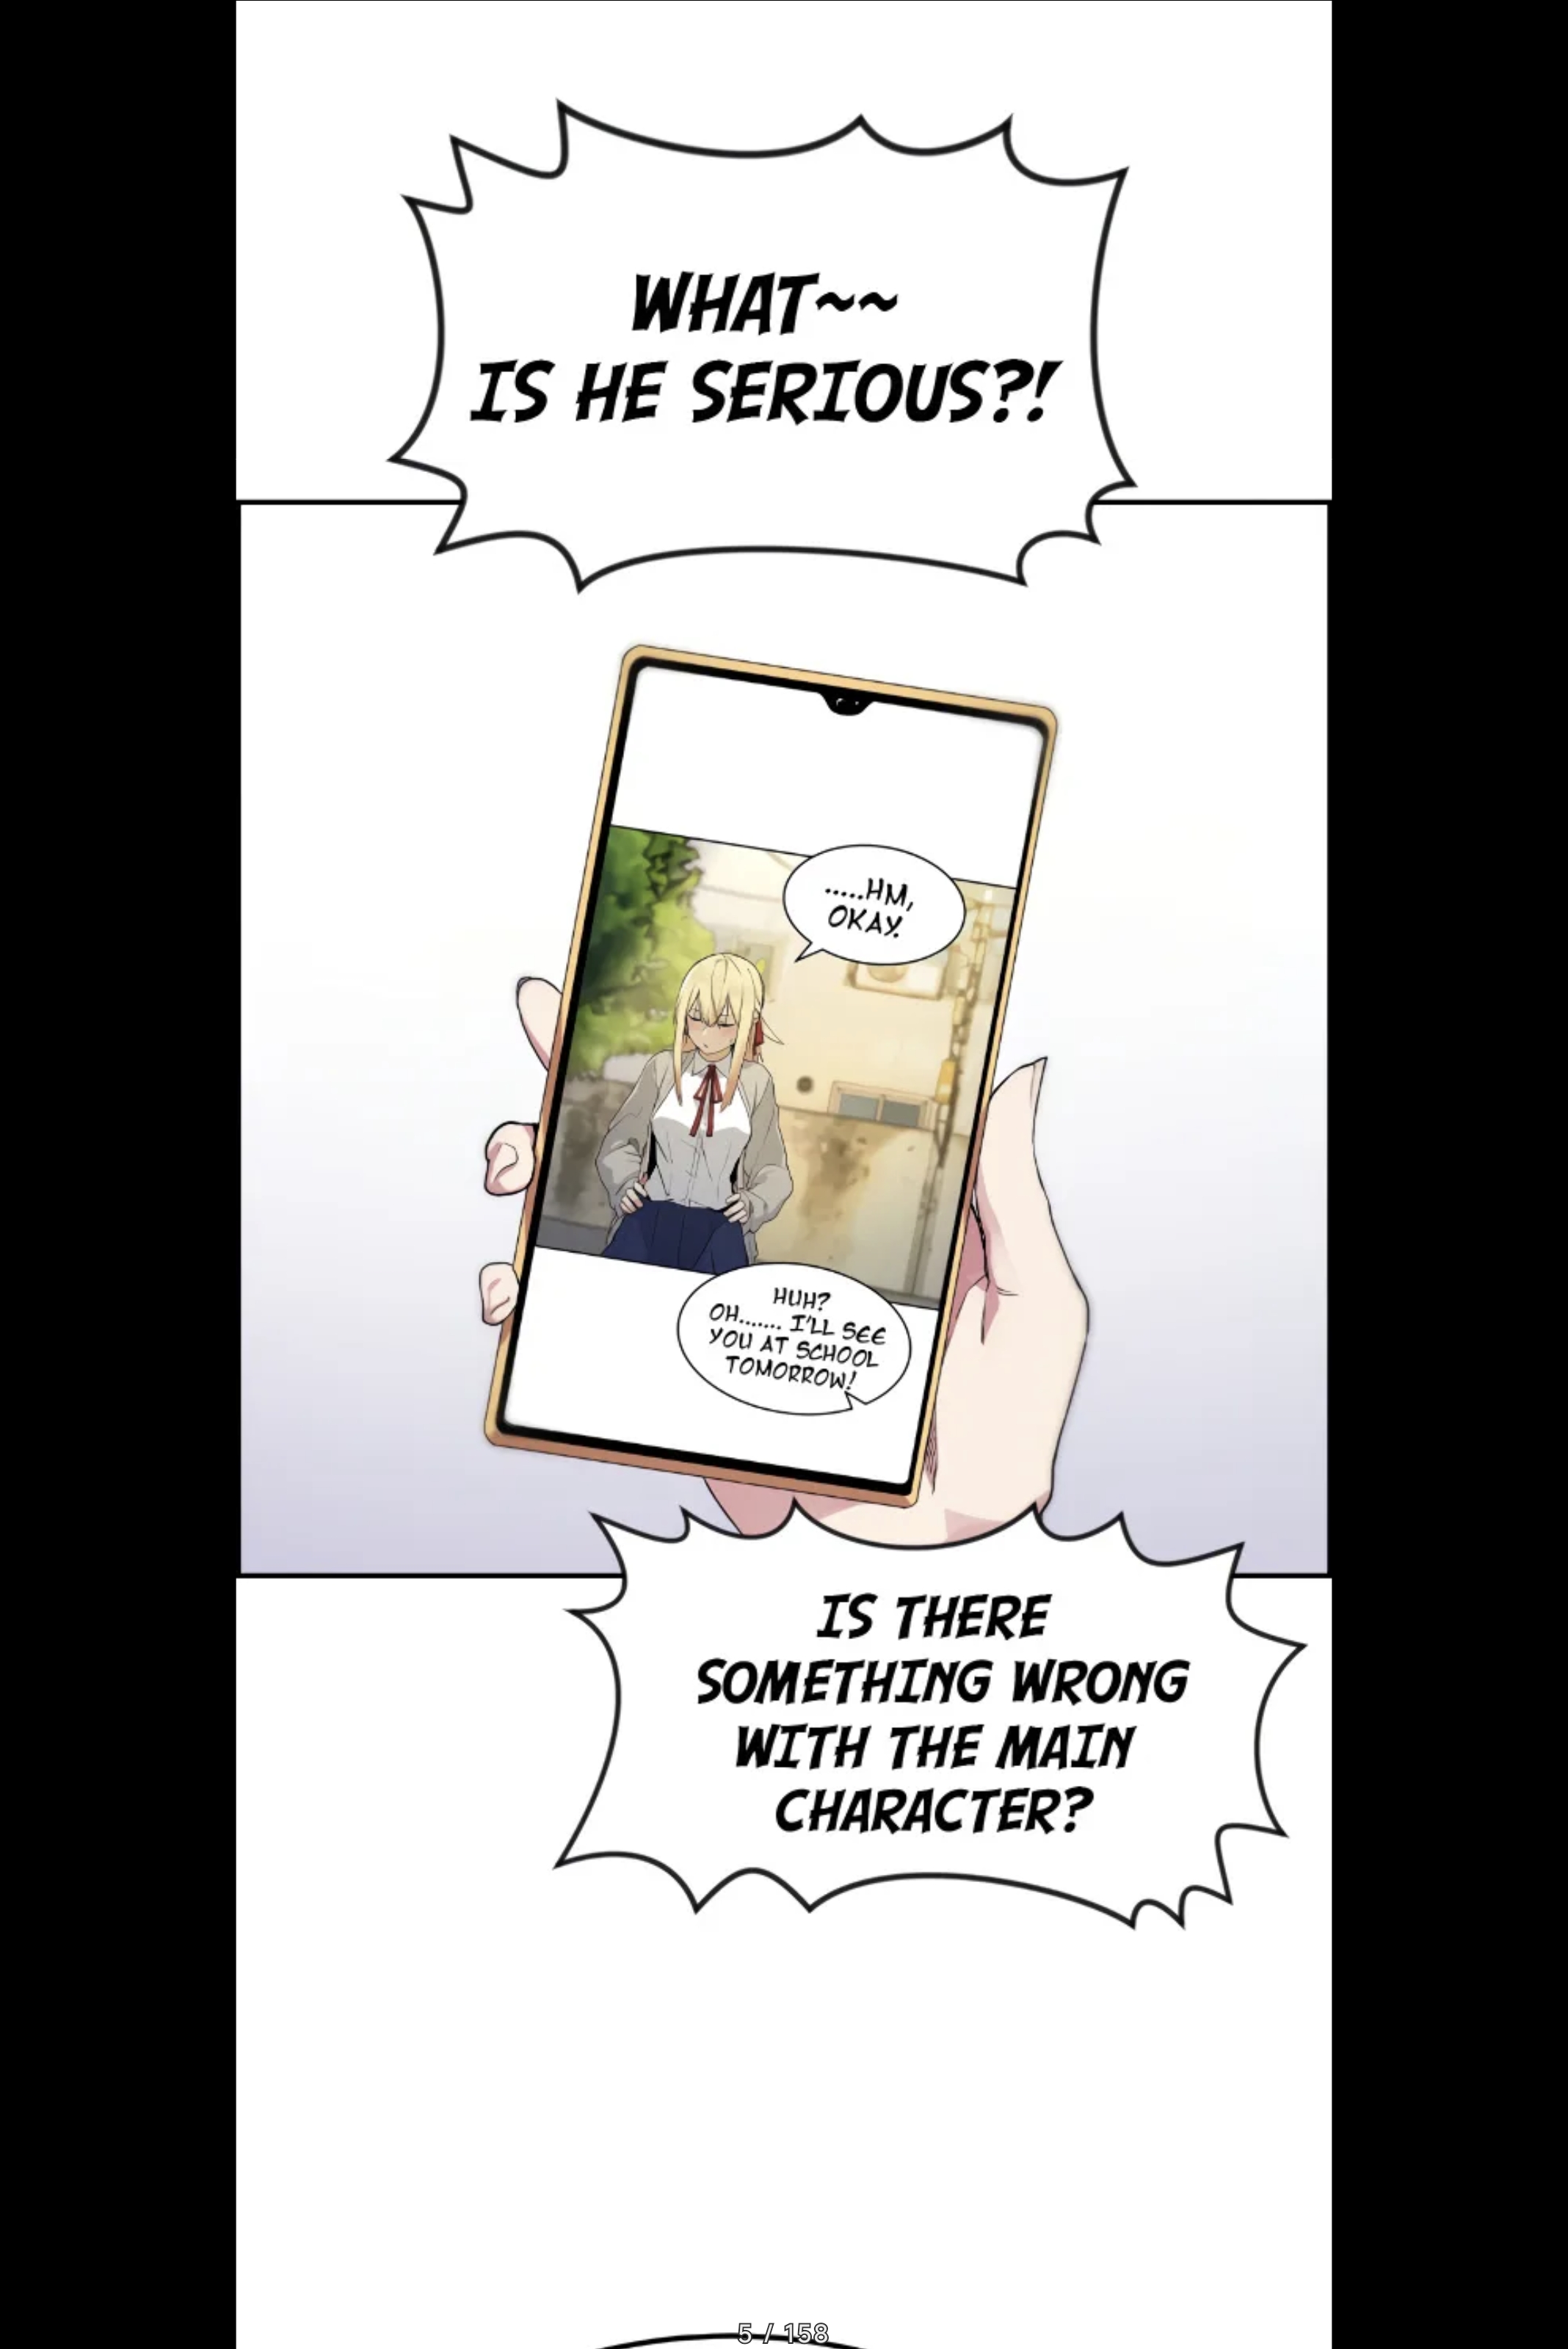 WHAT~~
IS HE SERIOUS?!
.....HM,
OKAY.
HUH?
OH....... I'LL SEE
YOU AT SCHOOL
TOMORROW!
IS THERE
SOMETHING WRONG
WITH THE MAIN
CHARACTER?
5 / 158